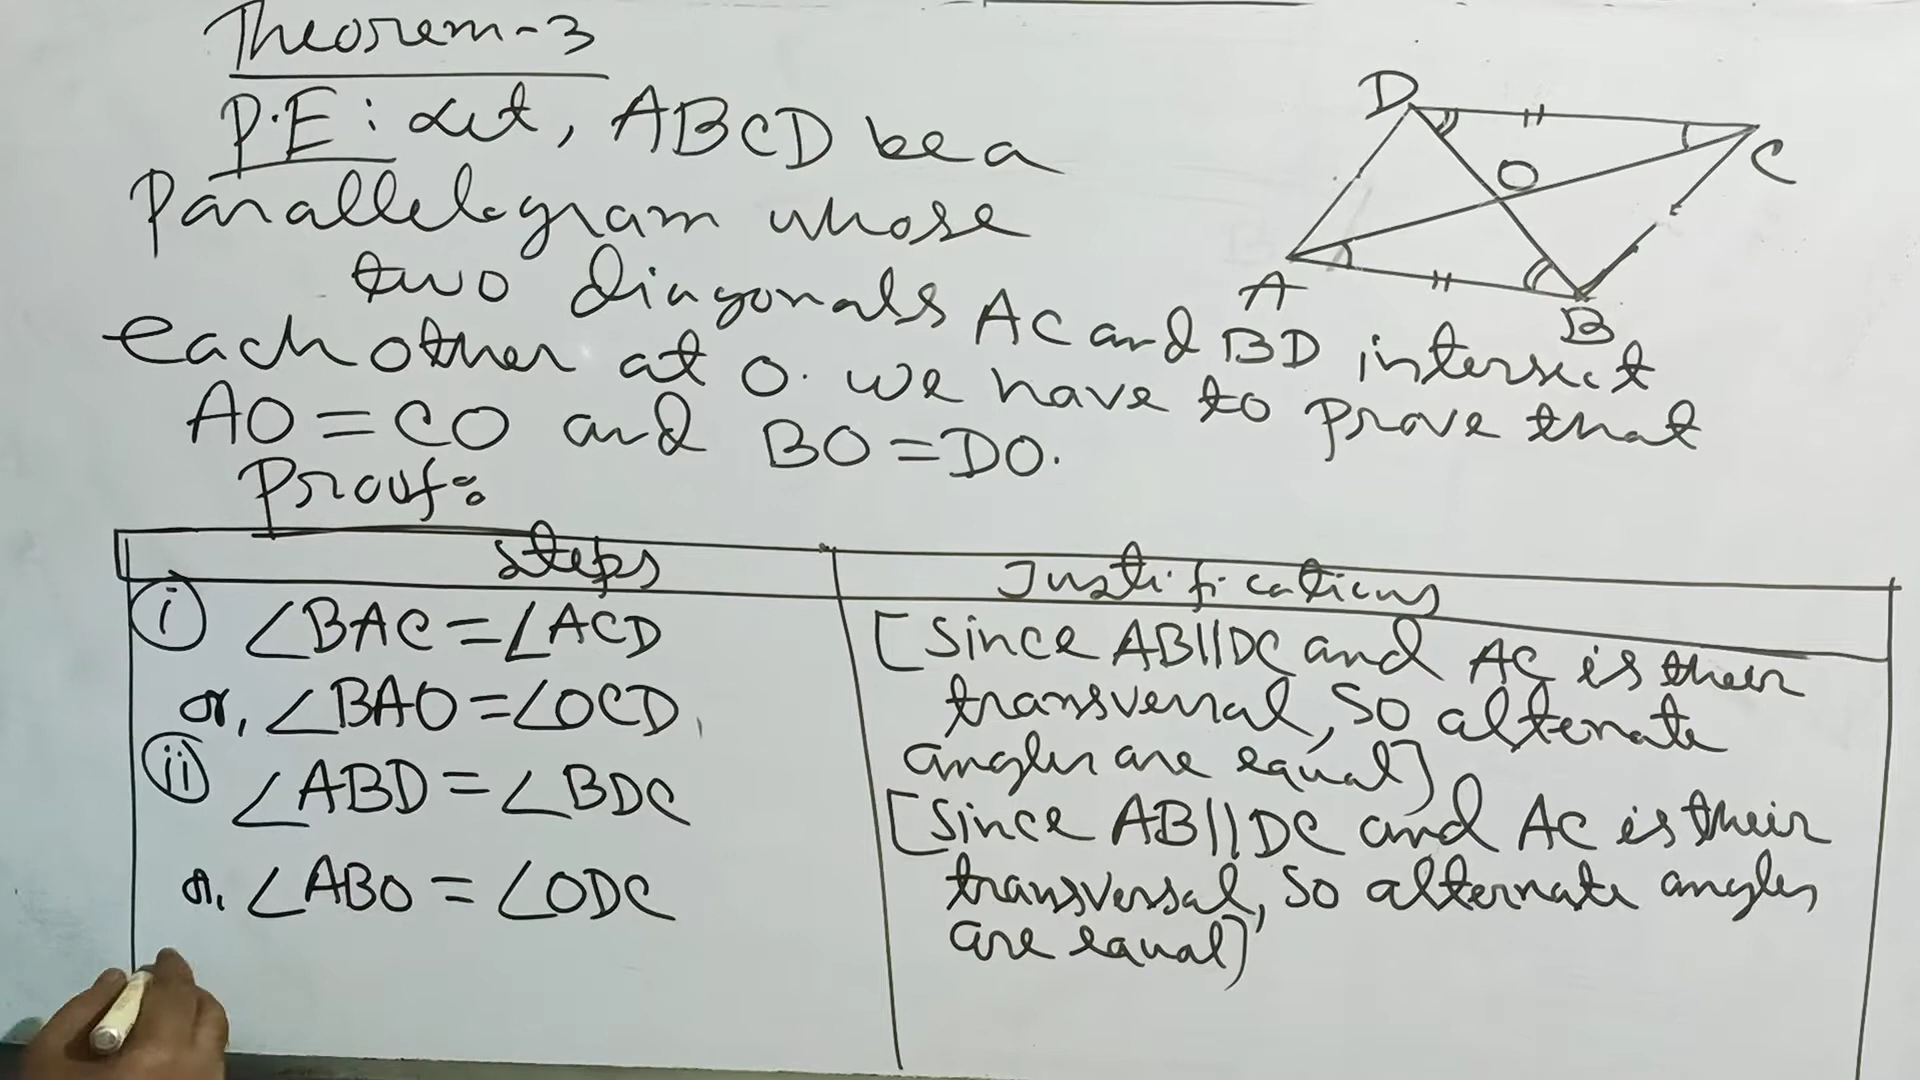 Theorem-3
P.E: Let, ABCD be a
Parallelogram whose
two diagonals AC and BD intersect
each other at O. we have to prove that
AO = CO and BO = DO.
Proof:
D
C
O
A
B
Steps
Justifications
(i) ∠BAC = ∠ACD
[Since AB||DC and AC is their
or, ∠BAO = ∠OCD
transversal, so alternate
angles are equal]
(ii) ∠ABD = ∠BDC
[Since AB||DC and AC is their
or, ∠ABO = ∠ODC
transversal, so alternate angles
are equal]